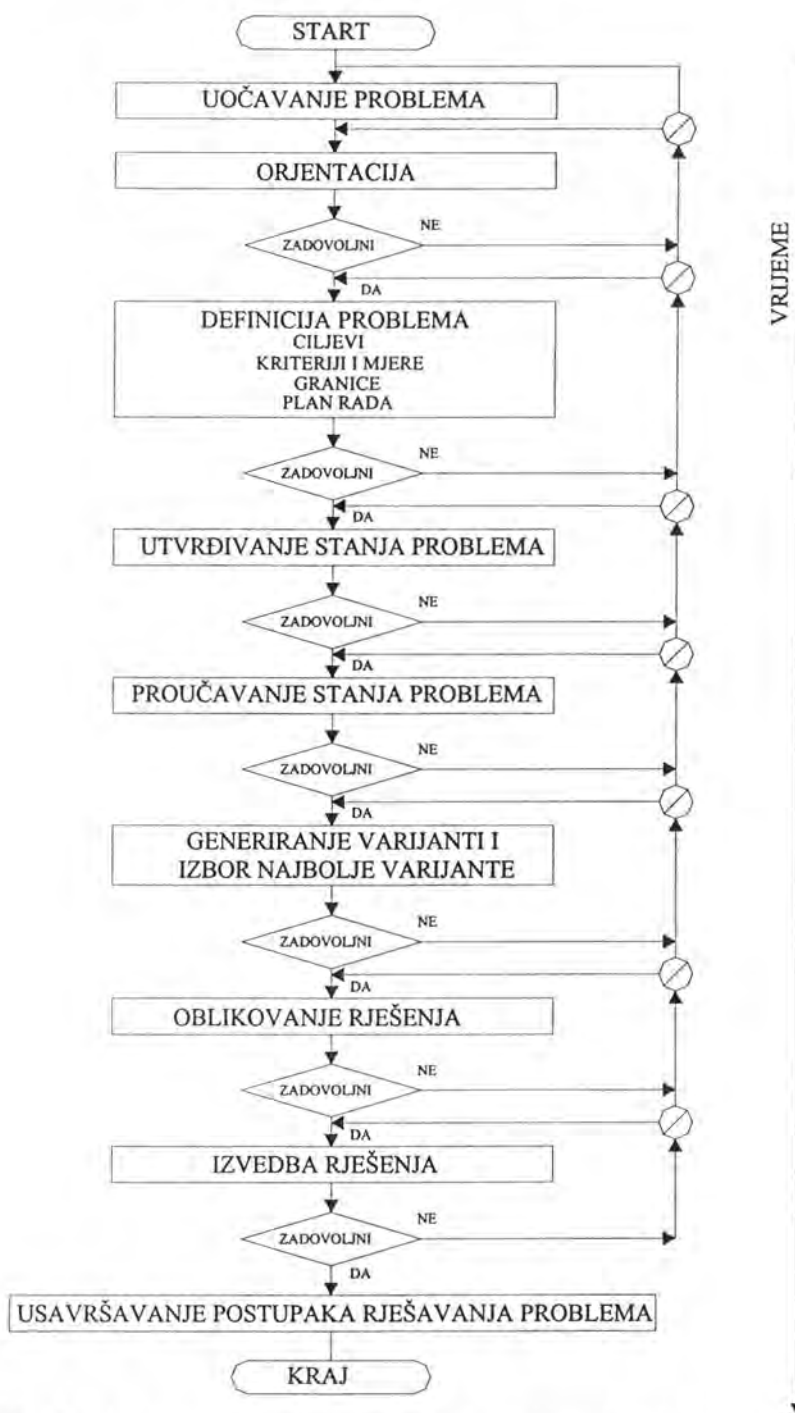 START
UOČAVANJE PROBLEMA
ORJENTACIJA
ZADOVOLJNI
NE
DA
DEFINICIJA PROBLEMA
CILJEVI
KRITERIJI I MJERE
GRANICE
PLAN RADA
ZADOVOLJNI
NE
DA
UTVRĐIVANJE STANJA PROBLEMA
ZADOVOLJNI
NE
DA
PROUČAVANJE STANJA PROBLEMA
ZADOVOLJNI
NE
DA
GENERIRANJE VARIJANTI I
IZBOR NAJBOLJE VARIJANTE
ZADOVOLJNI
NE
DA
OBLIKOVANJE RJEŠENJA
ZADOVOLJNI
NE
DA
IZVEDBA RJEŠENJA
ZADOVOLJNI
NE
DA
USAVRŠAVANJE POSTUPAKA RJEŠAVANJA PROBLEMA
KRAJ
VRIJEME